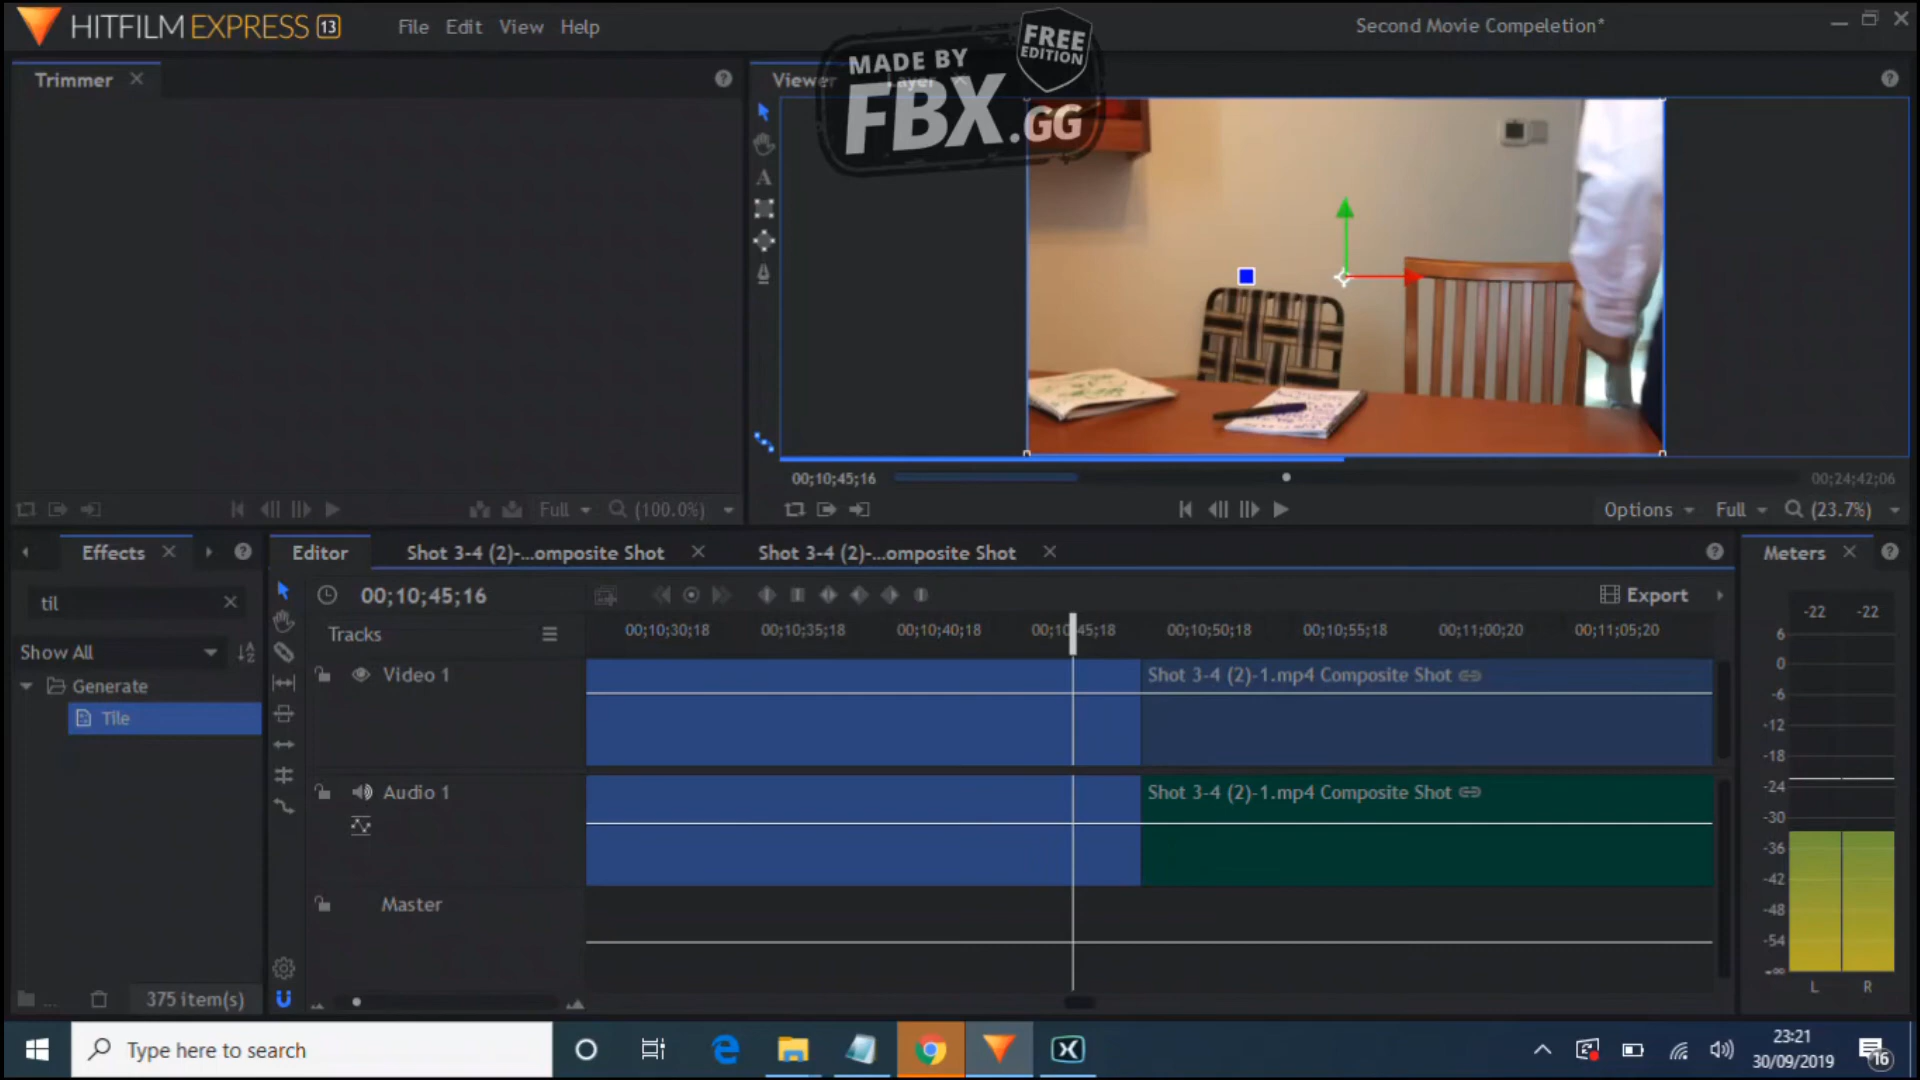 HITFILM EXPRESS 13
File Edit View Help
Second Movie Compeletion*
MADE BY
FBX.GG
FREE
EDITION
Trimmer
Viewer
Layer
Full (100.0%)
00;10;45;16
00;24;42;06
Options Full (23.7%)
Effects
til
Show All
Generate
Tile
375 item(s)
Editor
Shot 3-4 (2)-...omposite Shot
Shot 3-4 (2)-...omposite Shot
00;10;45;16
Export
Tracks
00;10;30;18 00;10;35;18 00;10;40;18 00;10;45;18 00;10;50;18 00;10;55;18 00;11;00;20 00;11;05;20
Video 1
Shot 3-4 (2)-1.mp4 Composite Shot
Audio 1
Shot 3-4 (2)-1.mp4 Composite Shot
Master
Meters
-22 -22
6
0
-6
-12
-18
-24
-30
-36
-42
-48
-54
-∞
L R
Type here to search
23:21
30/09/2019
16